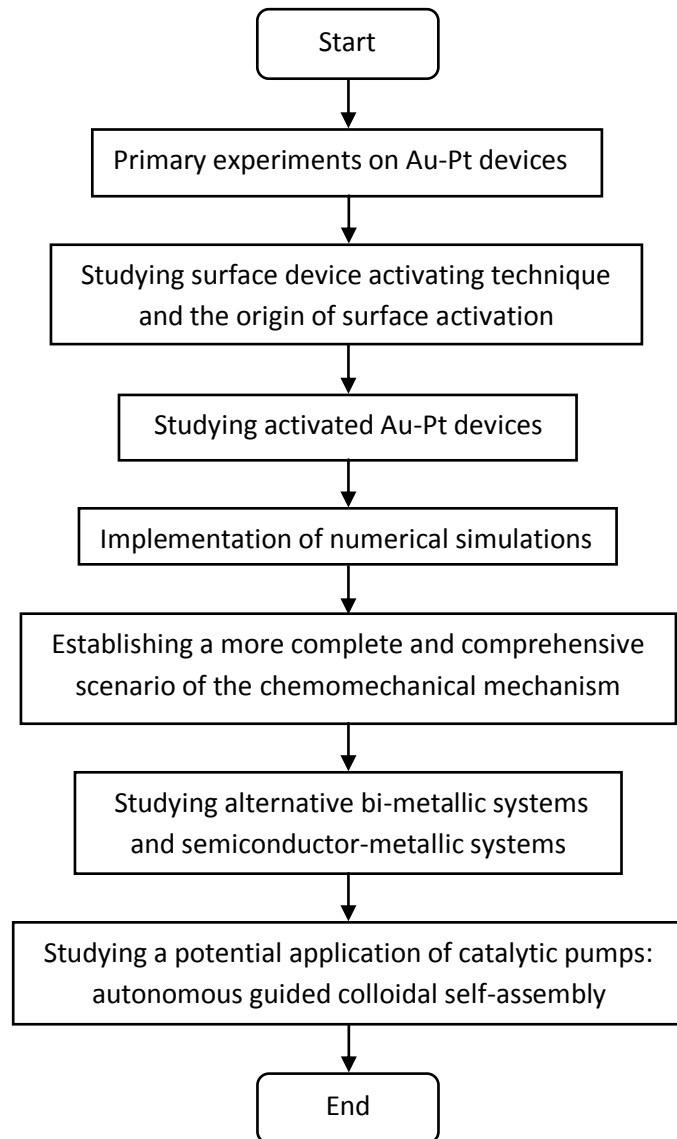 Start
Primary experiments on Au-Pt devices
Studying surface device activating technique
and the origin of surface activation
Studying activated Au-Pt devices
Implementation of numerical simulations
Establishing a more complete and comprehensive
scenario of the chemomechanical mechanism
Studying alternative bi-metallic systems
and semiconductor-metallic systems
Studying a potential application of catalytic pumps:
autonomous guided colloidal self-assembly
End